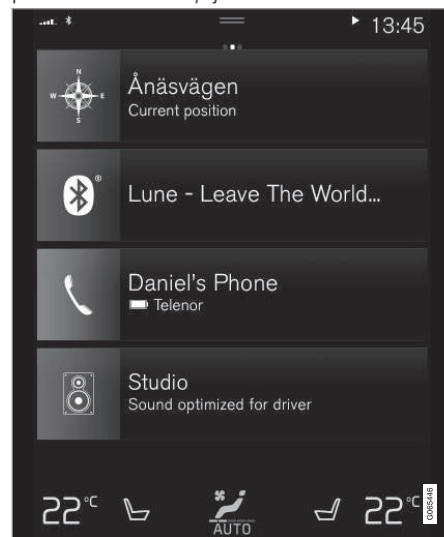 13:45
N
W E
S
Ånäsvägen
Current position
®
Lune - Leave The World...
Daniel's Phone
Telenor
Studio
Sound optimized for driver
22°C AUTO 22°C
G065446